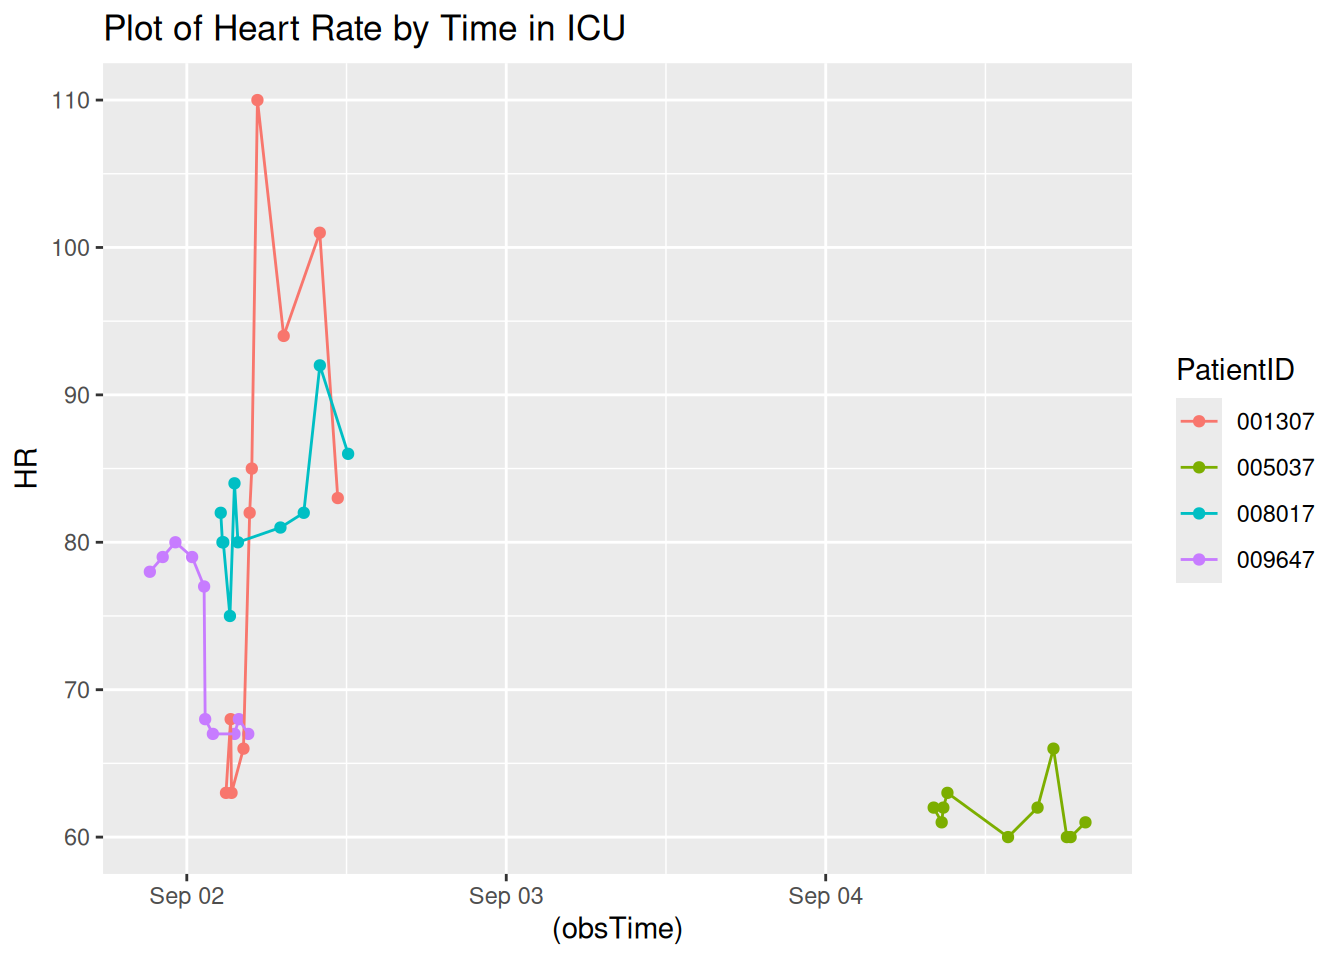 Plot of Heart Rate by Time in ICU
110
100
90
80
70
60
HR
Sep 02
Sep 03
Sep 04
(obsTime)
PatientID
001307
005037
008017
009647